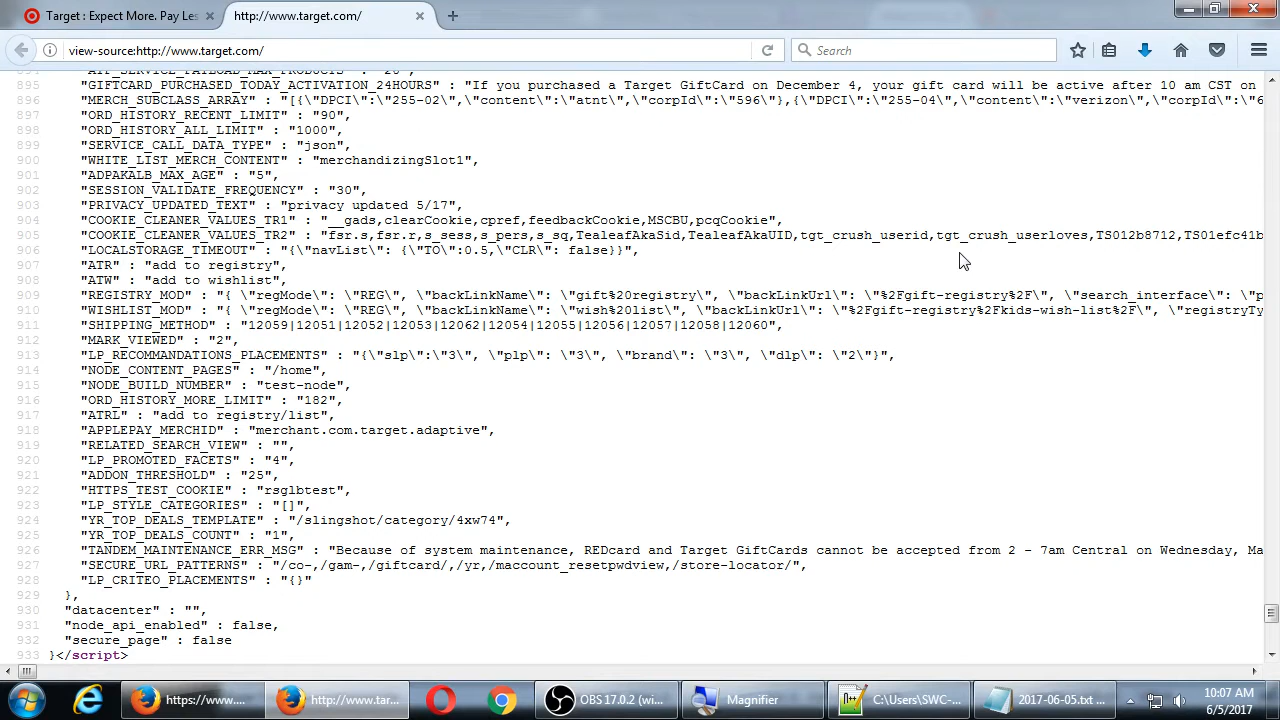 Target : Expect More. Pay Les
http://www.target.com/
view-source:http://www.target.com/
Search
895 "GIFTCARD_PURCHASED_TODAY_ACTIVATION_24HOURS" : "If you purchased a Target GiftCard on December 4, your gift card will be active after 10 am CST on
896 "MERCH_SUBCLASS_ARRAY" : "[{\"DPCI\":\"255-02\",\"content\":\"atnt\",\"corpId\":\"596\"},{\"DPCI\":\"255-04\",\"content\":\"verizon\",\"corpId\":\"6
897 "ORD_HISTORY_RECENT_LIMIT" : "90",
898 "ORD_HISTORY_ALL_LIMIT" : "1000",
899 "SERVICE_CALL_DATA_TYPE" : "json",
900 "WHITE_LIST_MERCH_CONTENT" : "merchandizingSlot1",
901 "ADPAKALB_MAX_AGE" : "5",
902 "SESSION_VALIDATE_FREQUENCY" : "30",
903 "PRIVACY_UPDATED_TEXT" : "privacy updated 5/17",
904 "COOKIE_CLEANER_VALUES_TR1" : "__gads,clearCookie,cpref,feedbackCookie,MSCBU,pcqCookie",
905 "COOKIE_CLEANER_VALUES_TR2" : "fsr.s,fsr.r,s_sess,s_pers,s_sq,TealeafAkaSid,TealeafAkaUID,tgt_crush_userid,tgt_crush_userloves,TS012b8712,TS01efc41b
906 "LOCALSTORAGE_TIMEOUT" : "{\"navList\": {\"TO\":0.5,\"CLR\": false}}",
907 "ATR" : "add to registry",
908 "ATW" : "add to wishlist",
909 "REGISTRY_MOD" : "{ \"regMode\": \"REG\", \"backLinkName\": \"gift%20registry\", \"backLinkUrl\": \"%2Fgift-registry%2F\", \"search_interface\": \"p
910 "WISHLIST_MOD" : "{ \"regMode\": \"REG\", \"backLinkName\": \"wish%20list\", \"backLinkUrl\": \"%2Fgift-registry%2Fkids-wish-list%2F\", \"registryTy
911 "SHIPPING_METHOD" : "12059|12051|12052|12053|12062|12054|12055|12056|12057|12058|12060",
912 "MARK_VIEWED" : "2",
913 "LP_RECOMMANDATIONS_PLACEMENTS" : "{\"slp\":\"3\", \"plp\": \"3\", \"brand\": \"3\", \"dlp\": \"2\"}",
914 "NODE_CONTENT_PAGES" : "/home",
915 "NODE_BUILD_NUMBER" : "test-node",
916 "ORD_HISTORY_MORE_LIMIT" : "182",
917 "ATRL" : "add to registry/list",
918 "APPLEPAY_MERCHID" : "merchant.com.target.adaptive",
919 "RELATED_SEARCH_VIEW" : "",
920 "LP_PROMOTED_FACETS" : "4",
921 "ADDON_THRESHOLD" : "25",
922 "HTTPS_TEST_COOKIE" : "rsglbtest",
923 "LP_STYLE_CATEGORIES" : "[]",
924 "YR_TOP_DEALS_TEMPLATE" : "/slingshot/category/4xw74",
925 "YR_TOP_DEALS_COUNT" : "1",
926 "TANDEM_MAINTENANCE_ERR_MSG" : "Because of system maintenance, REDcard and Target GiftCards cannot be accepted from 2 - 7am Central on Wednesday, Ma
927 "SECURE_URL_PATTERNS" : "/co-,/gam-,/giftcard/,/yr,/maccount_resetpwdview,/store-locator/",
928 "LP_CRITEO_PLACEMENTS" : "{}"
929 },
930 "datacenter" : "",
931 "node_api_enabled" : false,
932 "secure_page" : false
933 }</script>
https://www....
http://www.tar...
OBS 17.0.2 (wi...
Magnifier
C:\Users\SWC-...
2017-06-05.txt ...
10:07 AM
6/5/2017